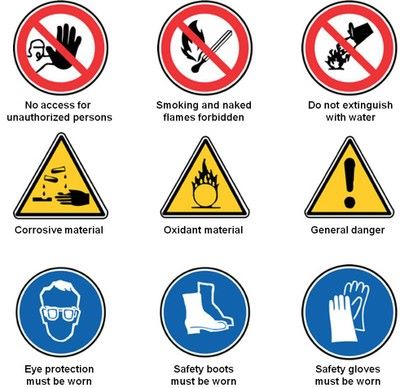 No access for
unauthorized persons
Smoking and naked
flames forbidden
Do not extinguish
with water
Corrosive material
Oxidant material
General danger
Eye protection
must be worn
Safety boots
must be worn
Safety gloves
must be worn